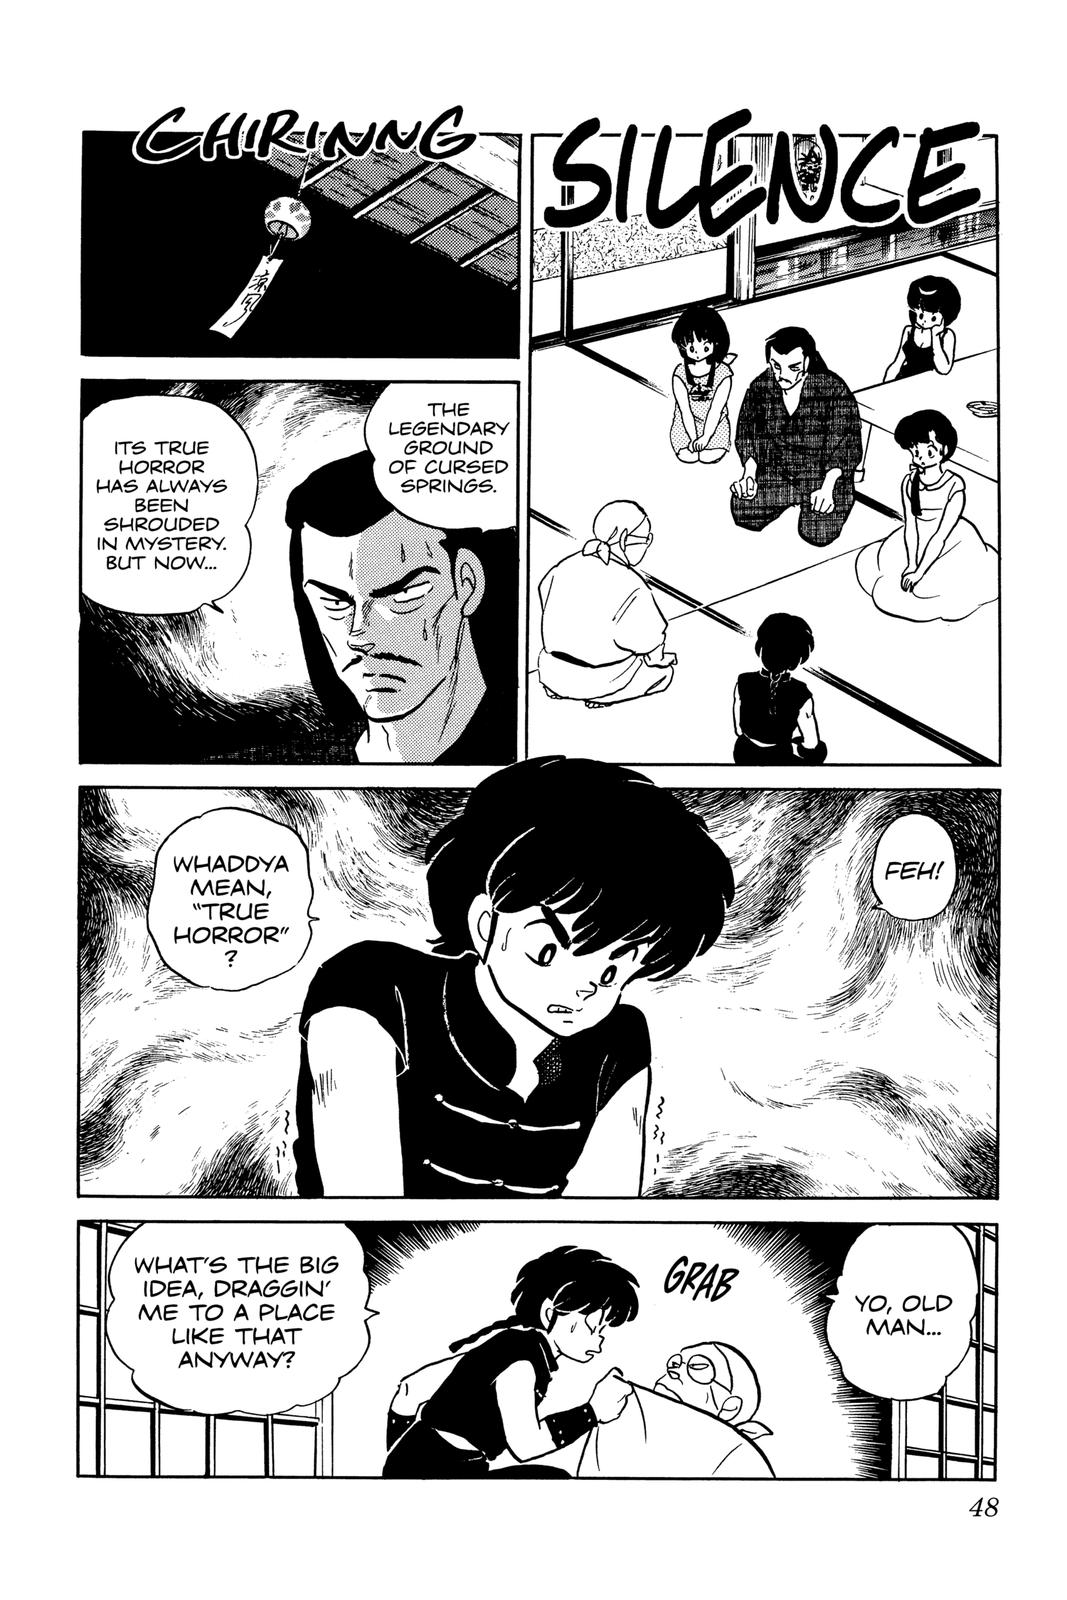 SILENCE
CHIRINNG
涼風
THE
LEGENDARY
GROUND
OF CURSED
SPRINGS.
ITS TRUE
HORROR
HAS ALWAYS
BEEN
SHROUDED
IN MYSTERY.
BUT NOW...
FEH!
WHADDYA
MEAN,
"TRUE
HORROR"
?
YO, OLD
MAN...
GRAB
WHAT'S THE BIG
IDEA, DRAGGIN'
ME TO A PLACE
LIKE THAT
ANYWAY?
48